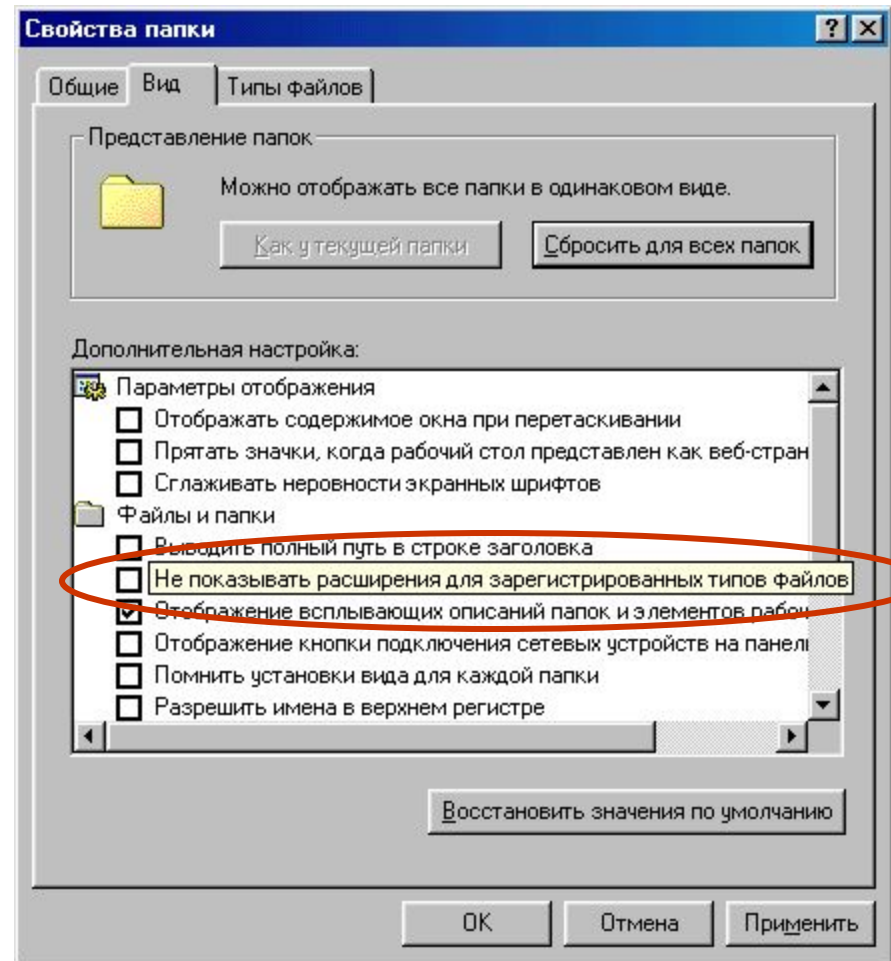 Свойства папки
Общие Вид Типы файлов
Представление папок
Можно отображать все папки в одинаковом виде.
Как у текущей папки Сбросить для всех папок
Дополнительная настройка:
Параметры отображения
Отображать содержимое окна при перетаскивании
Прятать значки, когда рабочий стол представлен как веб-стран
Сглаживать неровности экранных шрифтов
Файлы и папки
Выводить полный путь в строке заголовка
Не показывать расширения для зарегистрированных типов файлов
Отображение всплывающих описаний папок и элементов рабоч
Отображение кнопки подключения сетевых устройств на панели
Помнить установки вида для каждой папки
Разрешить имена в верхнем регистре
Восстановить значения по умолчанию
OK Отмена Применить